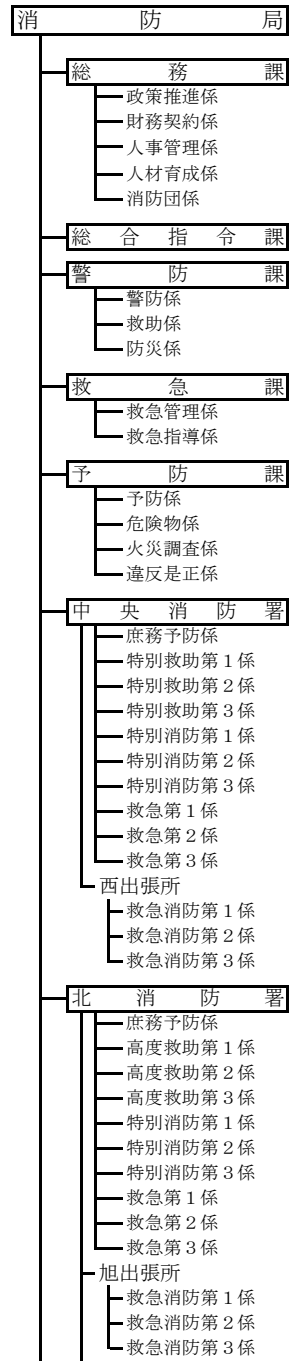 消防局
総務課
政策推進係
財務契約係
人事管理係
人材育成係
消防団係
総合指令課
警防課
警防係
救助係
防災係
救急課
救急管理係
救急指導係
予防課
予防係
危険物係
火災調査係
違反是正係
中央消防署
庶務予防係
特別救助第１係
特別救助第２係
特別救助第３係
特別消防第１係
特別消防第２係
特別消防第３係
救急第１係
救急第２係
救急第３係
西出張所
救急消防第１係
救急消防第２係
救急消防第３係
北消防署
庶務予防係
高度救助第１係
高度救助第２係
高度救助第３係
特別消防第１係
特別消防第２係
特別消防第３係
救急第１係
救急第２係
救急第３係
旭出張所
救急消防第１係
救急消防第２係
救急消防第３係